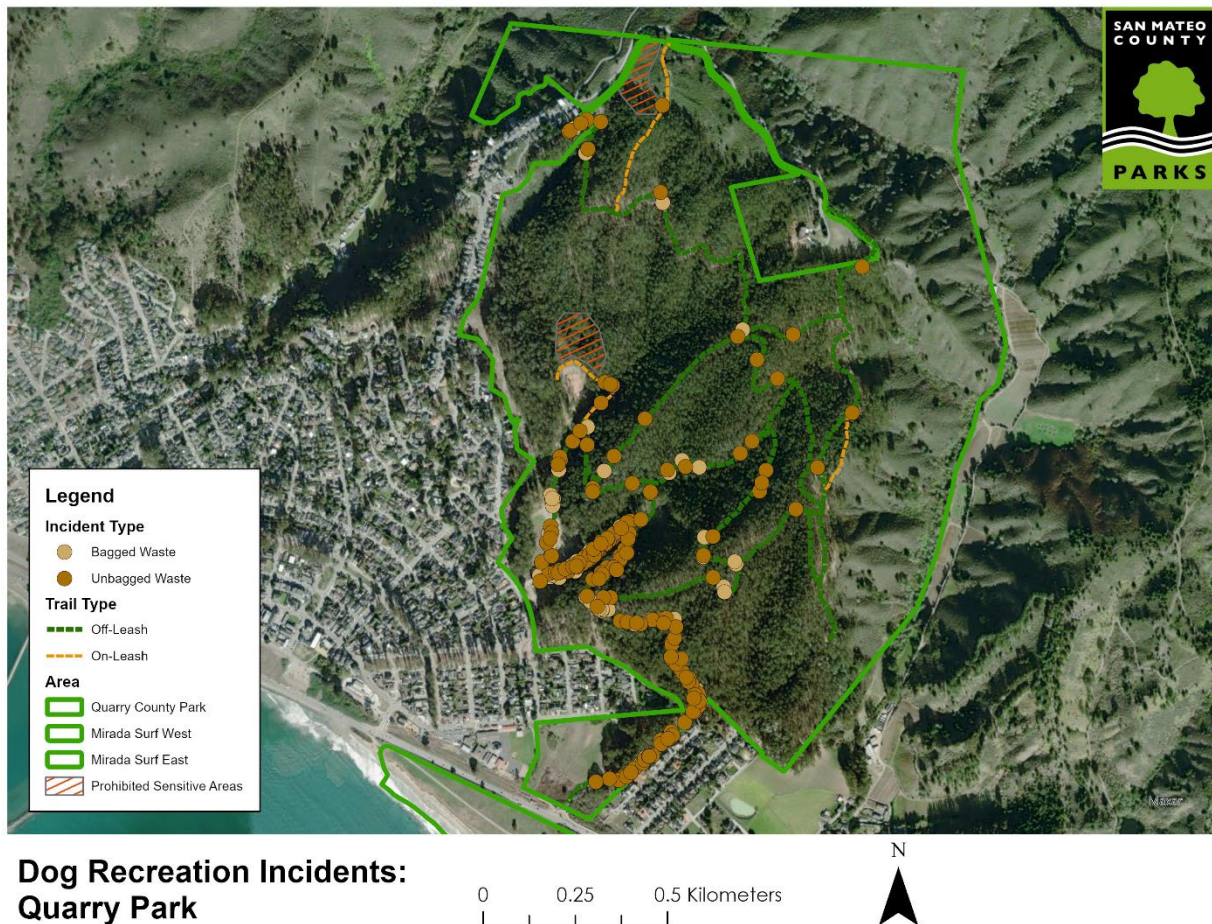 SAN MATEO
COUNTY
PARKS
Legend
Incident Type
Bagged Waste
Unbagged Waste
Trail Type
Off-Leash
On-Leash
Area
Quarry County Park
Mirada Surf West
Mirada Surf East
Prohibited Sensitive Areas
Maxar
Dog Recreation Incidents:
Quarry Park
0 0.25 0.5 Kilometers
N